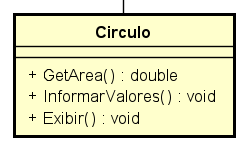 Circulo
+ GetArea() : double
+ InformarValores() : void
+ Exibir() : void